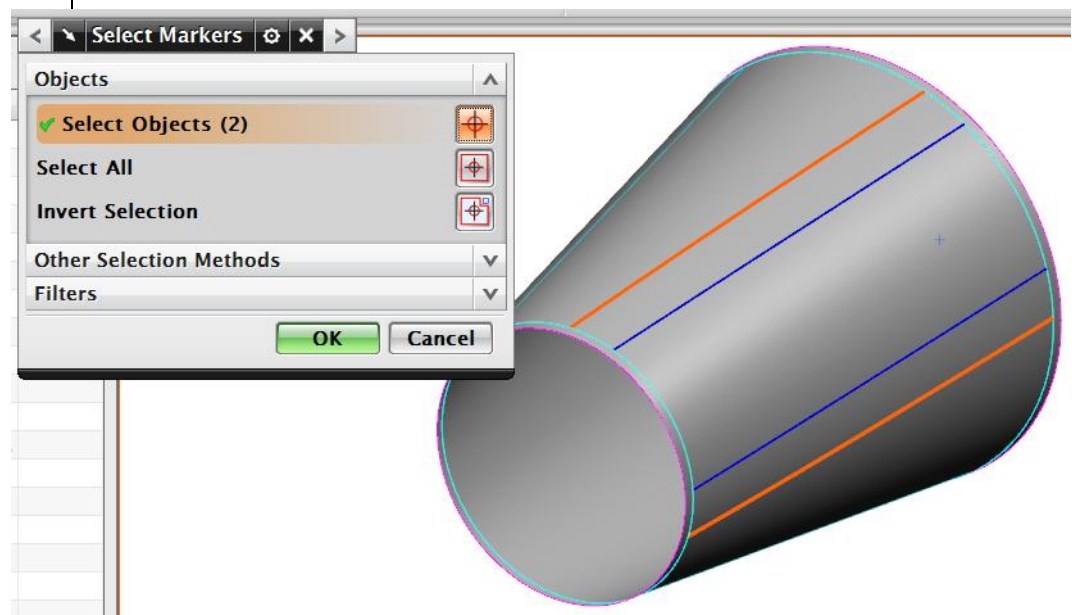 Select Markers
Objects
Select Objects (2)
Select All
Invert Selection
Other Selection Methods
Filters
OK
Cancel